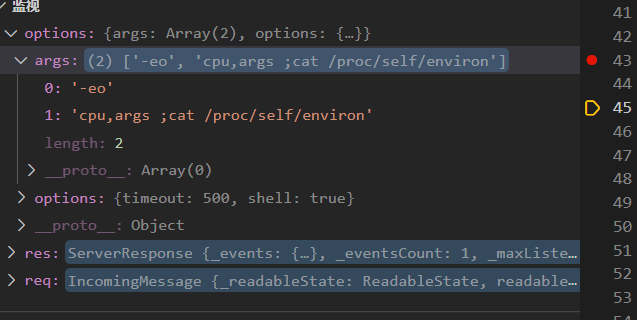 监视
options: {args: Array(2), options: {…}}
args: (2) ['-eo', 'cpu,args ;cat /proc/self/environ']
0: '-eo'
1: 'cpu,args ;cat /proc/self/environ'
length: 2
__proto__: Array(0)
options: {timeout: 500, shell: true}
__proto__: Object
res: ServerResponse {_events: {…}, _eventsCount: 1, _maxListe…
req: IncomingMessage {_readableState: ReadableState, readable…
41
42
43
44
45
46
47
48
49
50
51
52
53